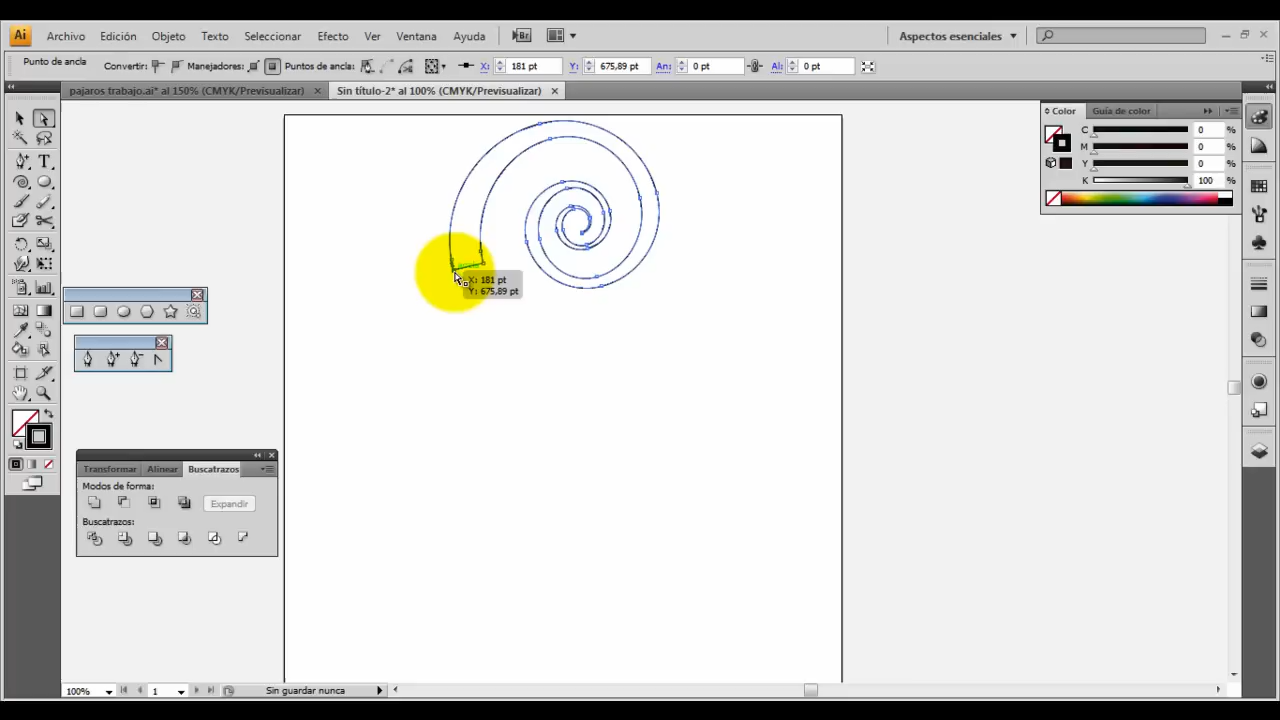 Ai Archivo Edición Objeto Texto Seleccionar Efecto Ver Ventana Ayuda Br Aspectos esenciales
Punto de ancla Convertir: Manejadores: Puntos de ancla: X: 181 pt Y: 675,89 pt An: 0 pt Al: 0 pt
pajaros trabajo.ai* al 150% (CMYK/Previsualizar) Sin título-2* al 100% (CMYK/Previsualizar)
Color Guía de color
C 0 %
M 0 %
Y 0 %
K 100 %
X: 181 pt
Y: 675,89 pt
Transformar Alinear Buscatrazos
Modos de forma:
Expandir
Buscatrazos:
100% 1 Sin guardar nunca